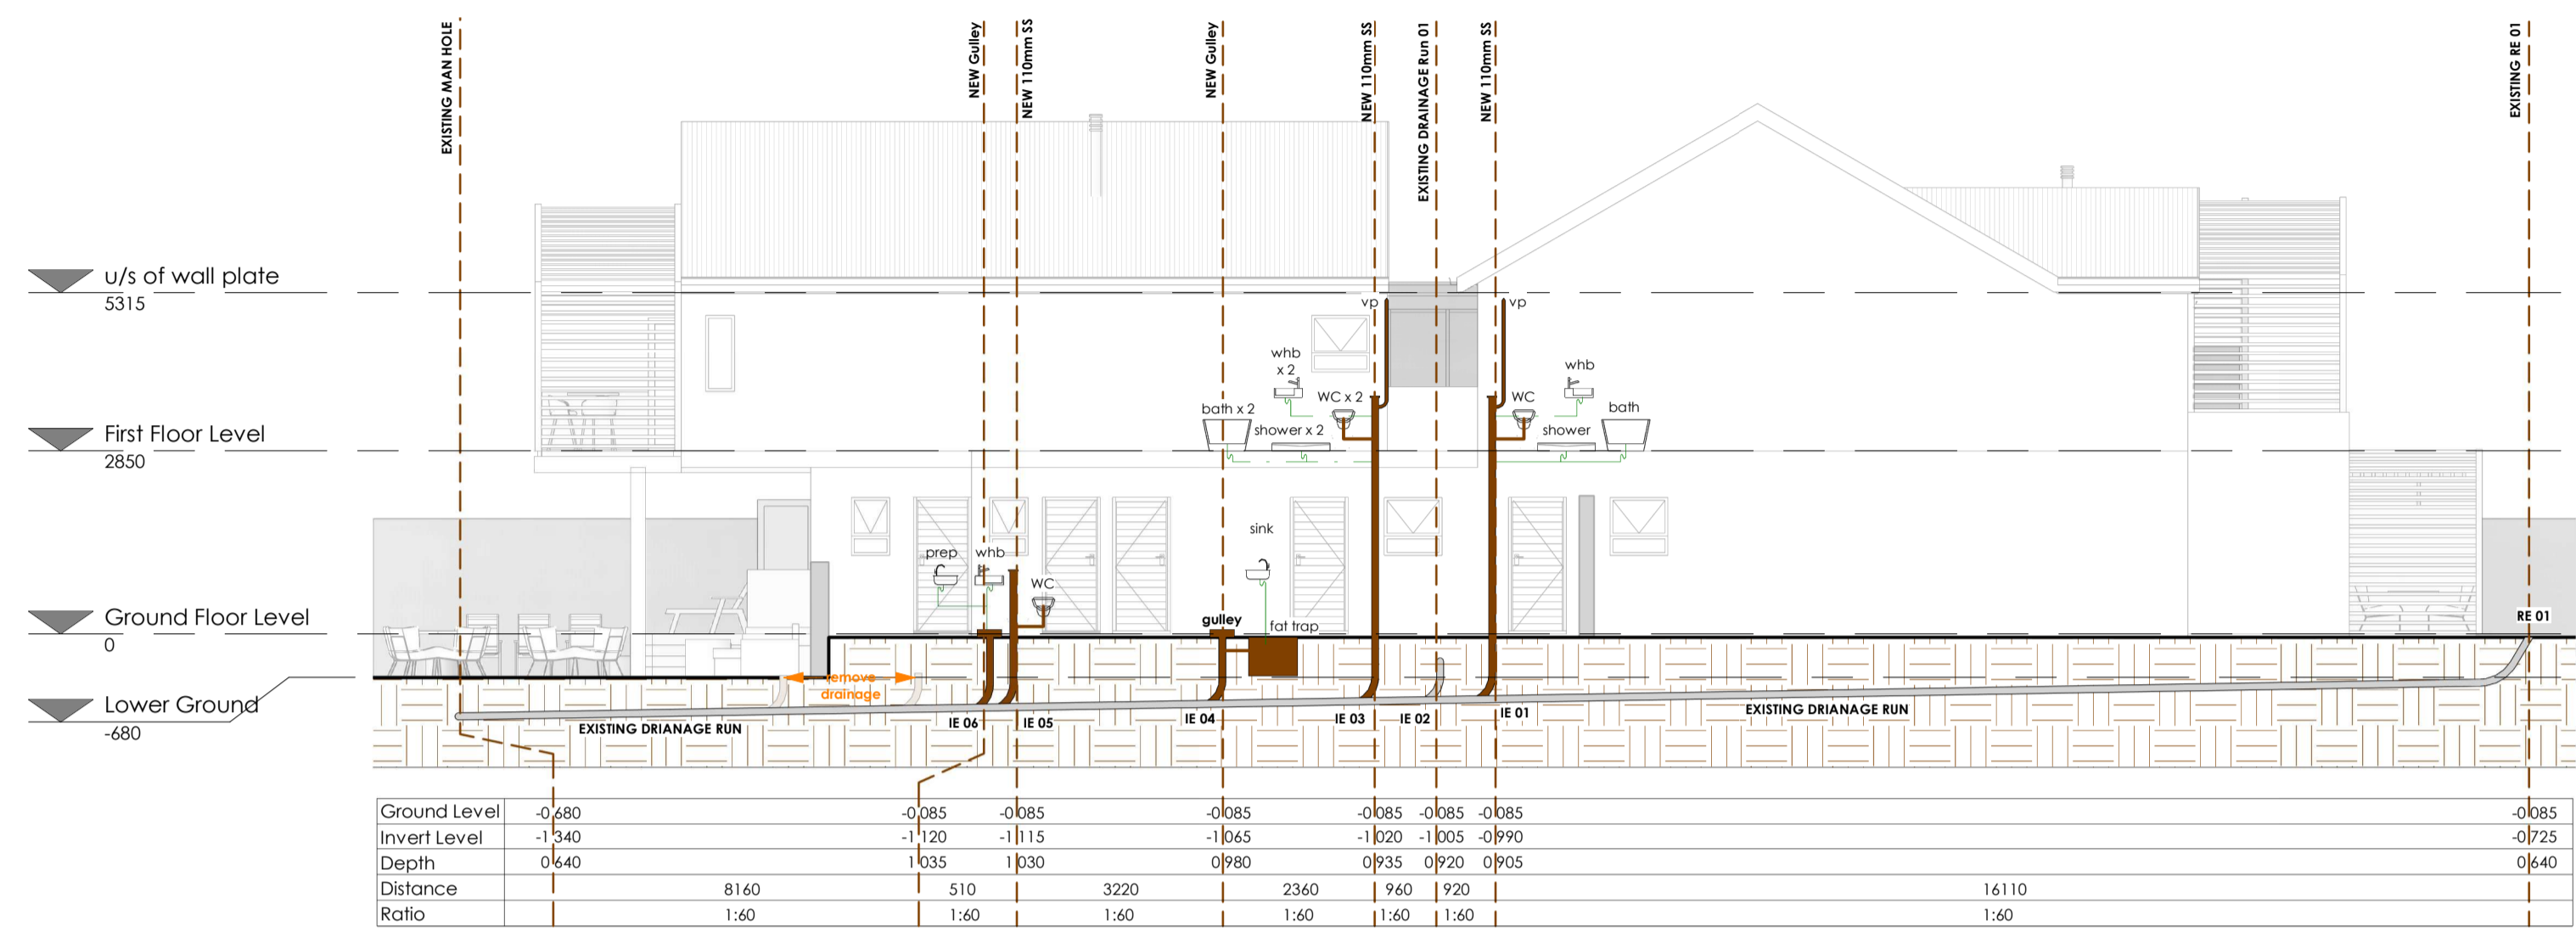 EXISTING MAN HOLE
NEW Gulley
NEW 110mm SS
NEW Gulley
NEW 110mm SS
EXISTING DRAINAGE Run 01
NEW 110mm SS
EXISTING RE 01
u/s of wall plate
5315
vp
vp
whb
x 2
whb
WC x 2
WC
bath x 2
bath
shower x 2
shower
First Floor Level
2850
sink
prep
whb
WC
Ground Floor Level
0
gulley
fat trap
RE 01
remove
drainage
Lower Ground
-680
EXISTING DRIANAGE RUN
IE 06
IE 05
IE 04
IE 03
IE 02
IE 01
EXISTING DRIANAGE RUN
Ground Level -0.680 -0.085 -0.085 -0.085 -0.085 -0.085 -0.085 -0.085
Invert Level -1.340 -1.120 -1.115 -1.065 -1.020 -1.005 -0.990 -0.725
Depth 0.640 1.035 1.030 0.980 0.935 0.920 0.905 0.640
Distance 8160 510 3220 2360 960 920 16110
Ratio 1:60 1:60 1:60 1:60 1:60 1:60 1:60